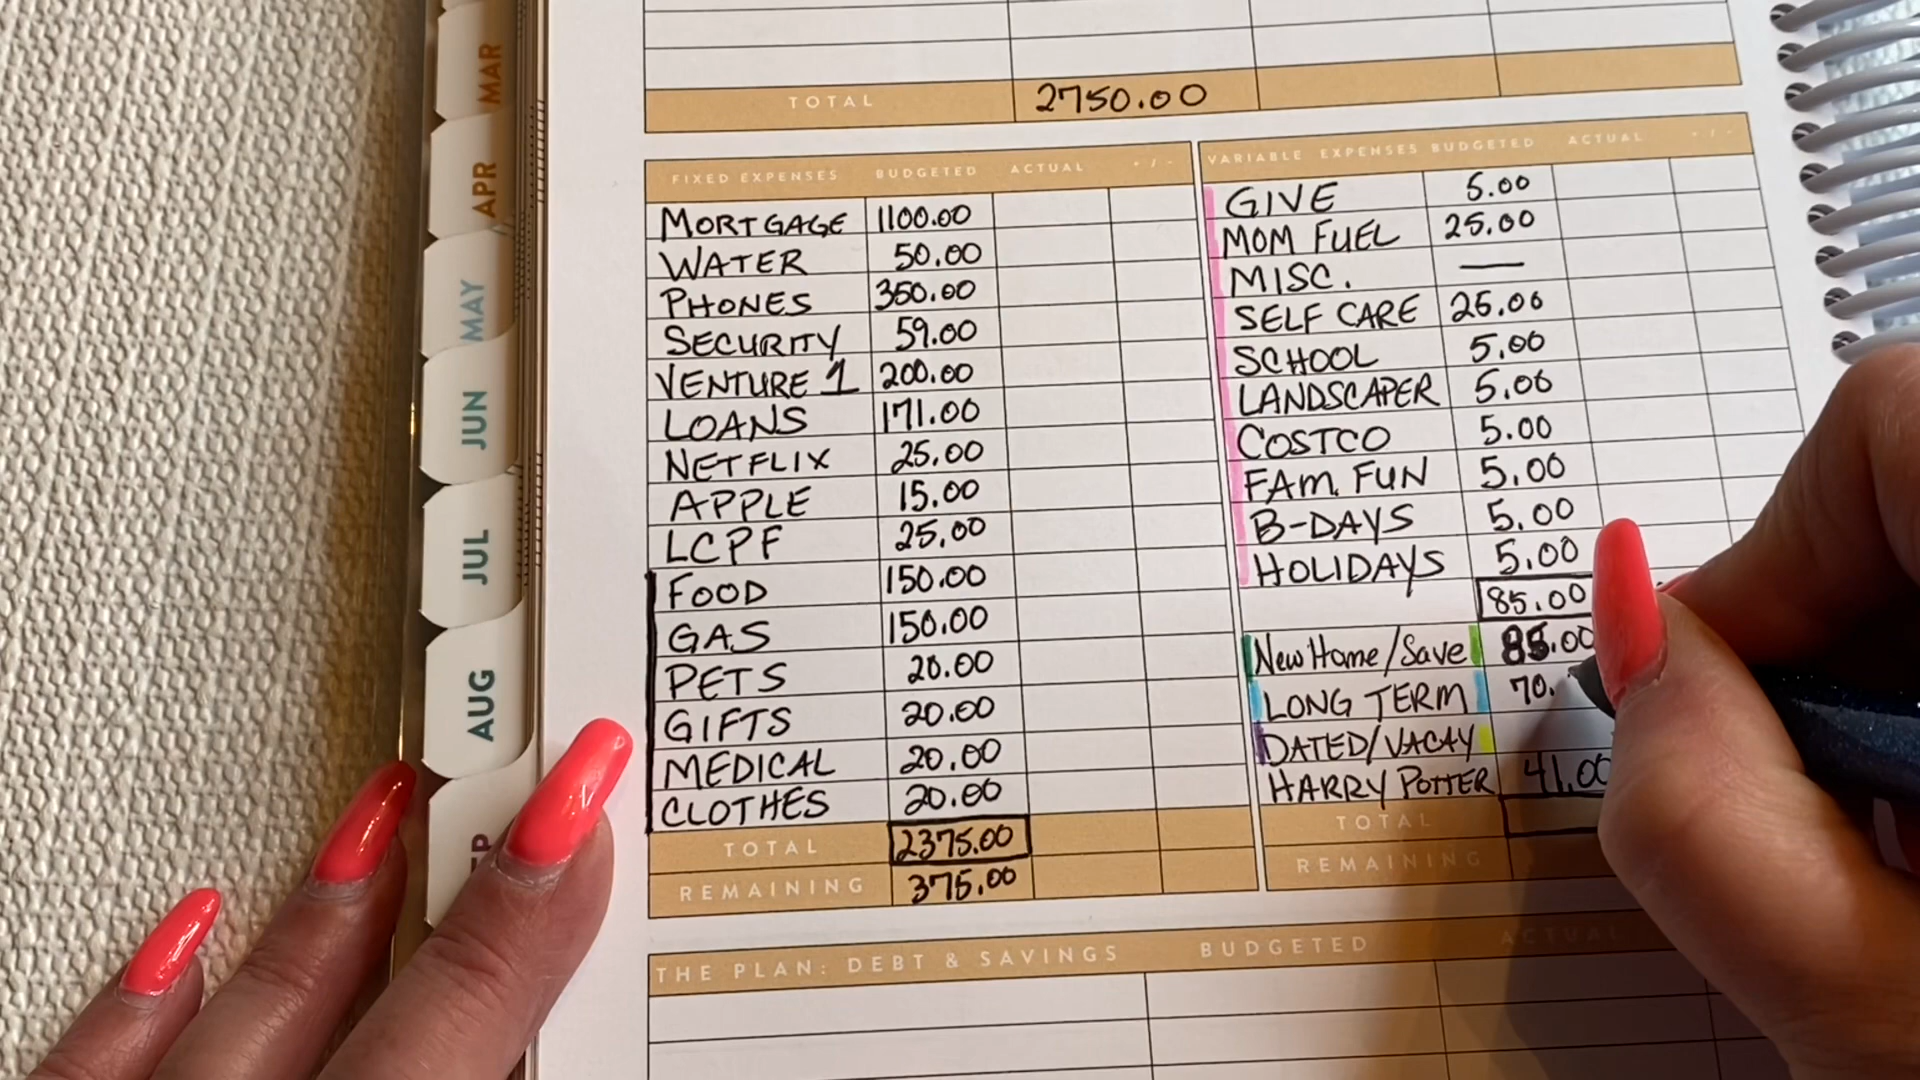 MAR
APR
MAY
JUN
JUL
AUG
TOTAL 2750.00
FIXED EXPENSES BUDGETED ACTUAL + / -
MORTGAGE 1100.00
WATER 50.00
PHONES 350.00
SECURITY 59.00
VENTURE 1 200.00
LOANS 171.00
NETFLIX 25.00
APPLE 15.00
LCPF 25.00
FOOD 150.00
GAS 150.00
PETS 20.00
GIFTS 20.00
MEDICAL 20.00
CLOTHES 20.00
TOTAL 2375.00
REMAINING 375.00
VARIABLE EXPENSES BUDGETED ACTUAL + / -
GIVE 5.00
MOM FUEL 25.00
MISC. —
SELF CARE 25.00
SCHOOL 5.00
LANDSCAPER 5.00
COSTCO 5.00
FAM. FUN 5.00
B-DAYS 5.00
HOLIDAYS 5.00
85.00
New Home/Save 85.00
LONG TERM 70.
DATED/VACAY
HARRY POTTER 41.00
TOTAL
REMAINING
THE PLAN: DEBT & SAVINGS BUDGETED ACTUAL